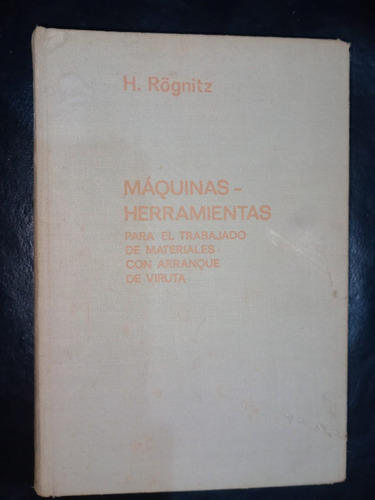 H. Rögnitz
MÁQUINAS -
HERRAMIENTAS
PARA EL TRABAJADO
DE MATERIALES
CON ARRANQUE
DE VIRUTA